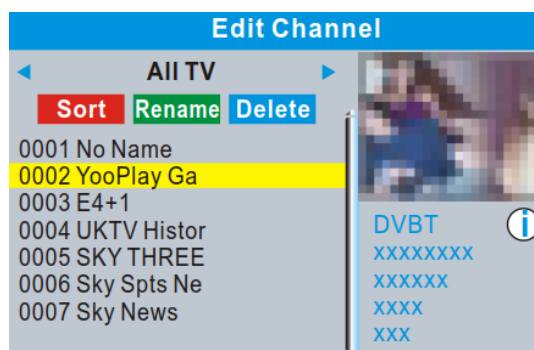 Edit Channel
All TV
Sort Rename Delete
0001 No Name
0002 YooPlay Ga
0003 E4+1
0004 UKTV Histor
0005 SKY THREE
0006 Sky Spts Ne
0007 Sky News
DVBT
i
xxxxxxxx
xxxxxx
xxxx
xxx